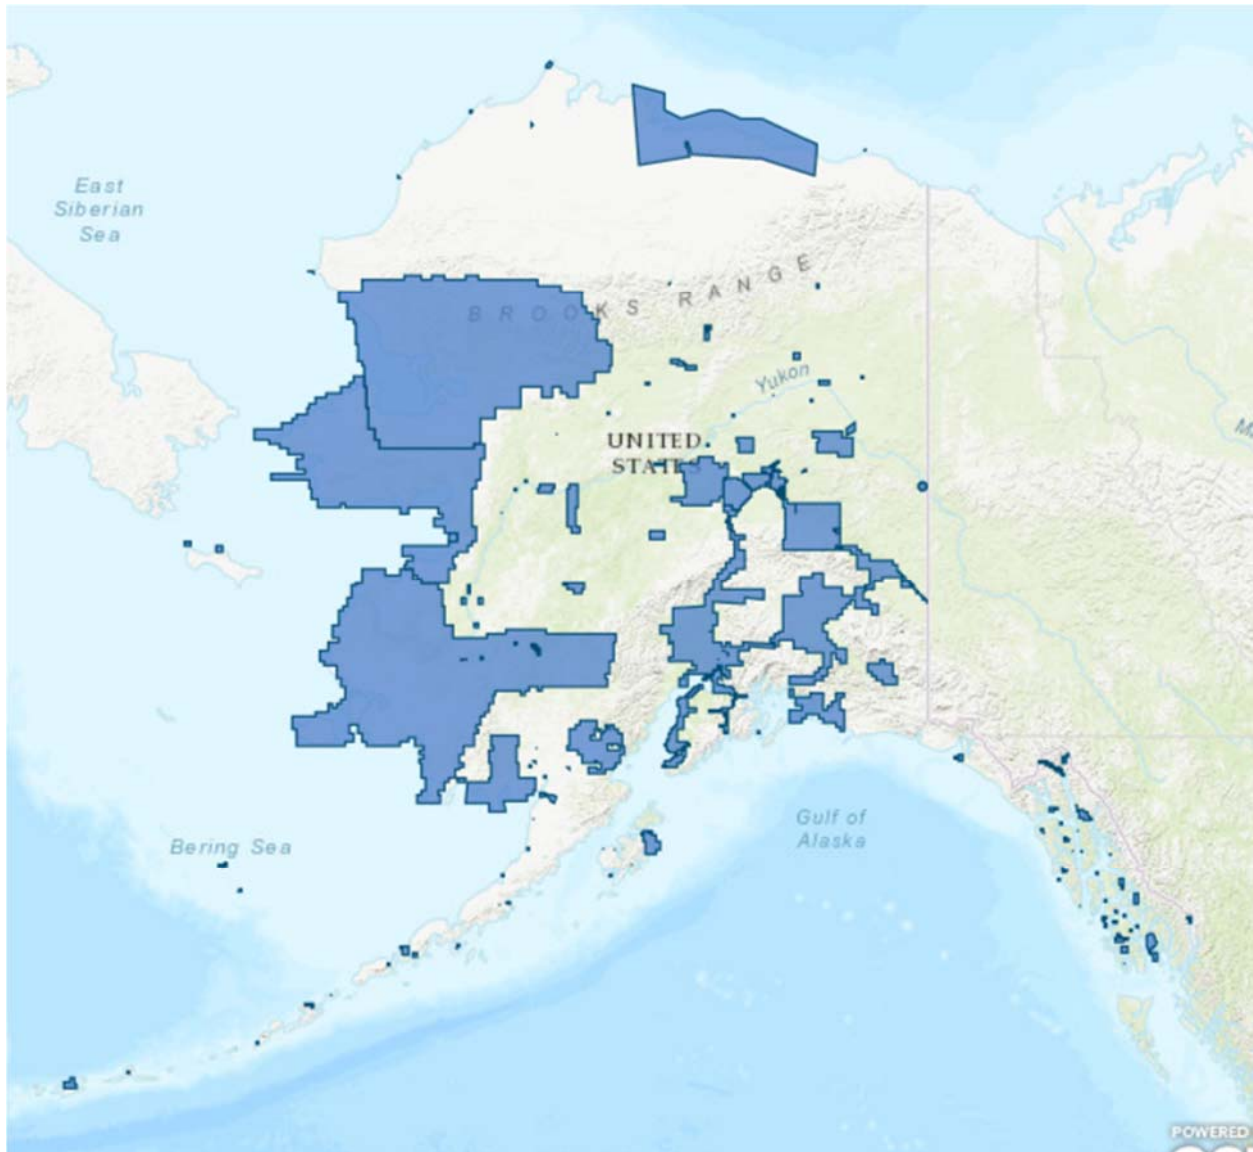 East
Siberian
Sea
BROOKS RANGE
Yukon
UNITED
STATES
Bering Sea
Gulf of
Alaska
POWERED